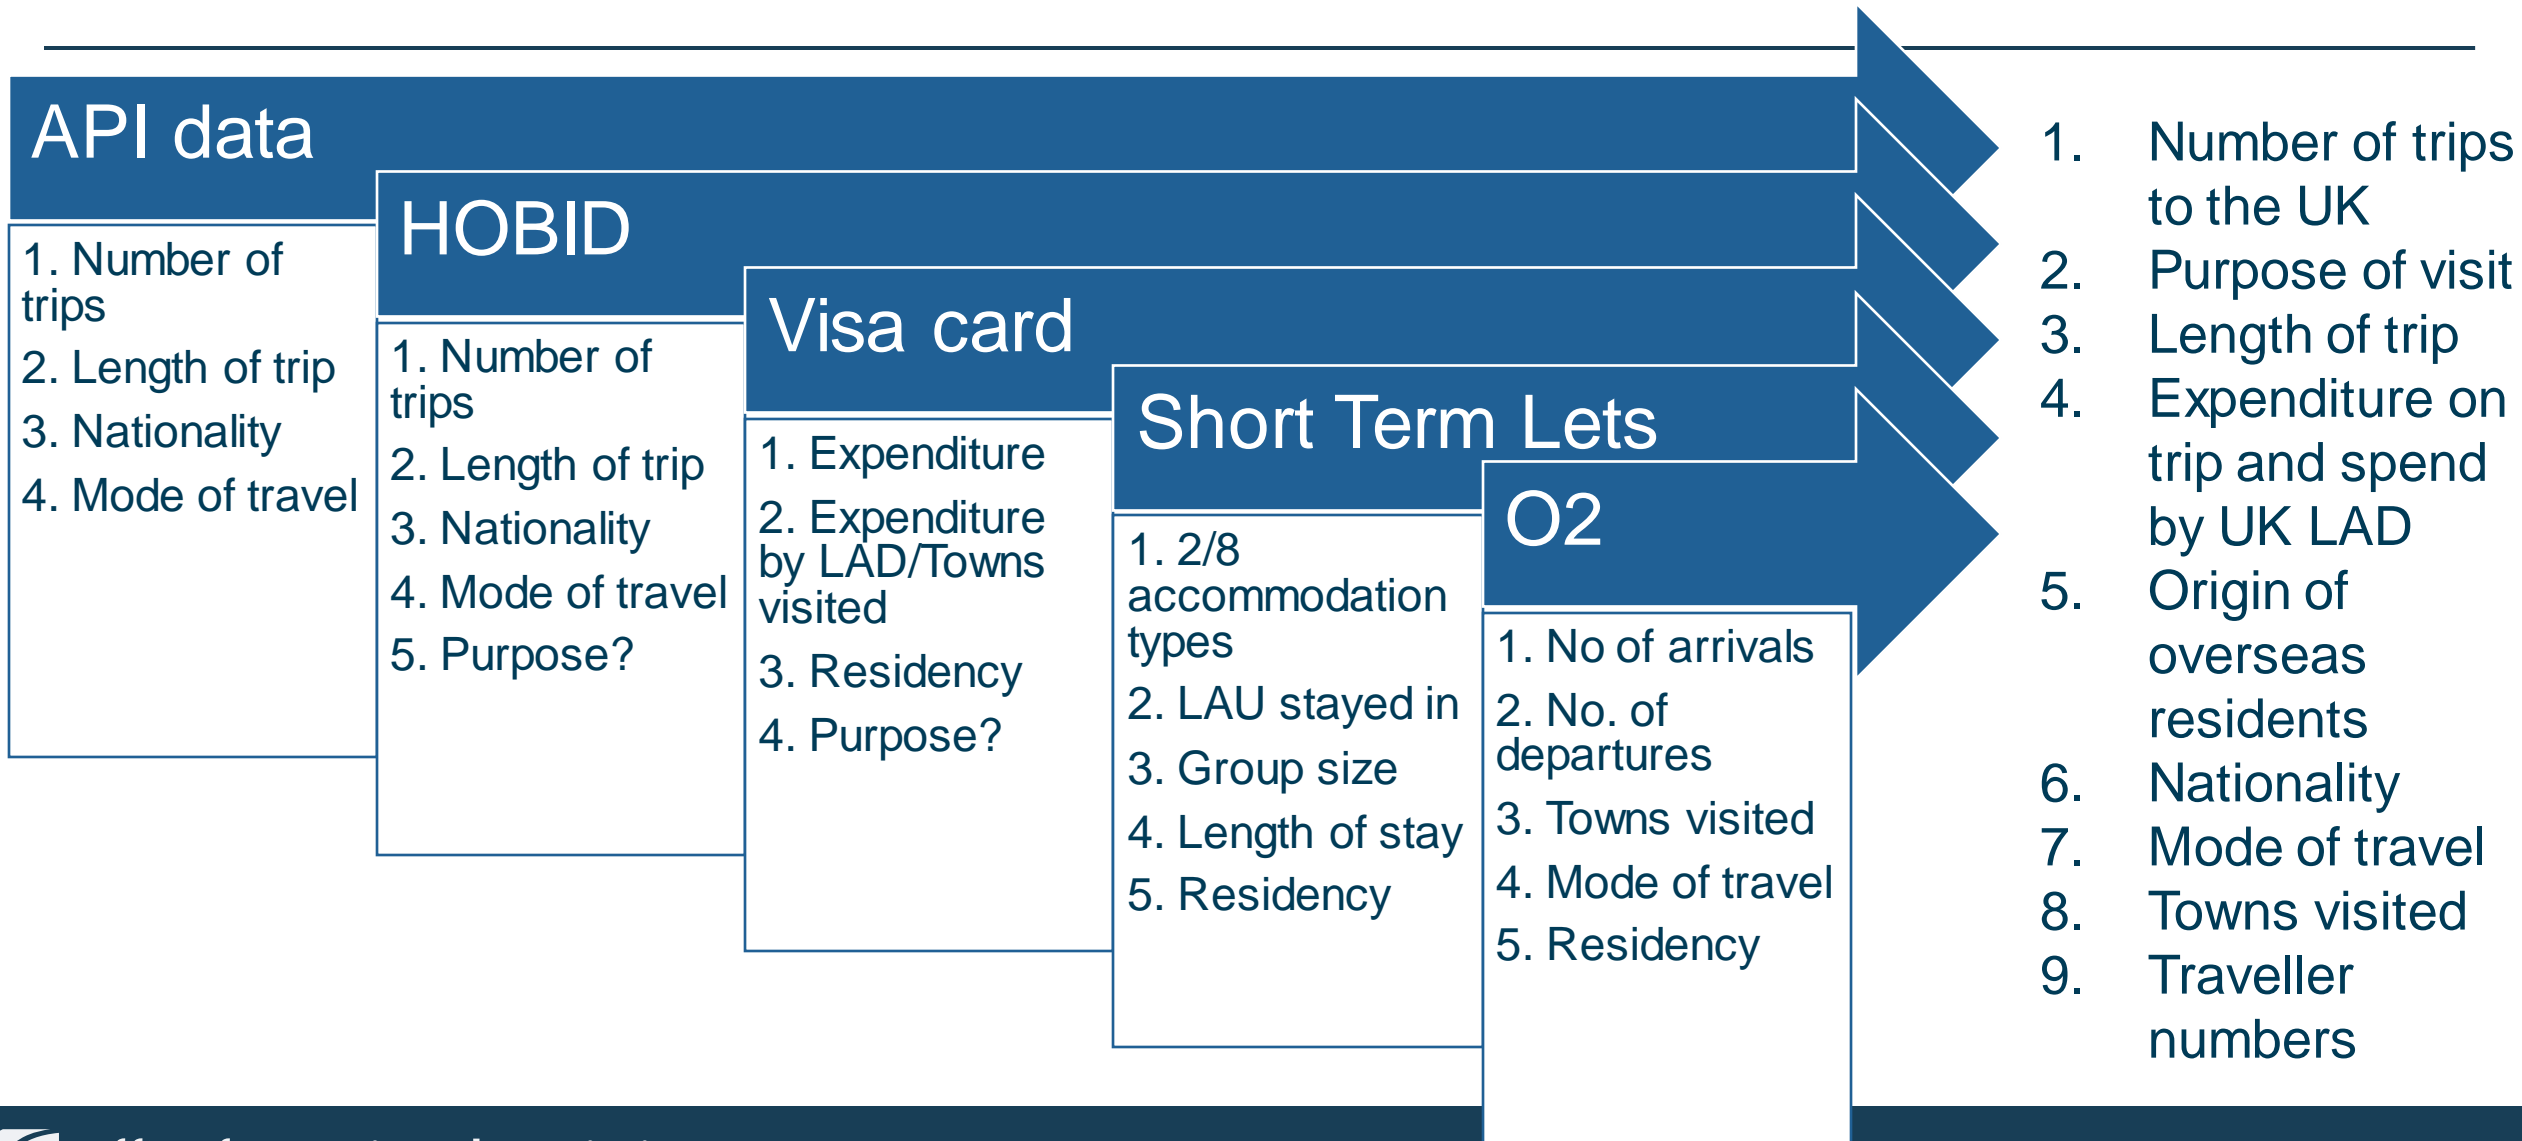 API data
1. Number of
trips
2. Length of trip
3. Nationality
4. Mode of travel
HOBID
1. Number of
trips
2. Length of trip
3. Nationality
4. Mode of travel
5. Purpose?
Visa card
1. Expenditure
2. Expenditure
by LAD/Towns
visited
3. Residency
4. Purpose?
Short Term Lets
1. 2/8
accommodation
types
2. LAU stayed in
3. Group size
4. Length of stay
5. Residency
O2
1. No of arrivals
2. No. of
departures
3. Towns visited
4. Mode of travel
5. Residency
1. Number of trips
to the UK
2. Purpose of visit
3. Length of trip
4. Expenditure on
trip and spend
by UK LAD
5. Origin of
overseas
residents
6. Nationality
7. Mode of travel
8. Towns visited
9. Traveller
numbers